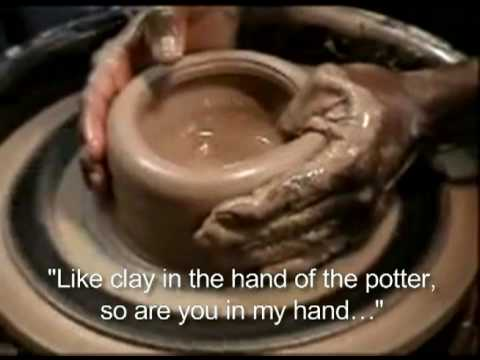 "Like clay in the hand of the potter,
so are you in my hand…"